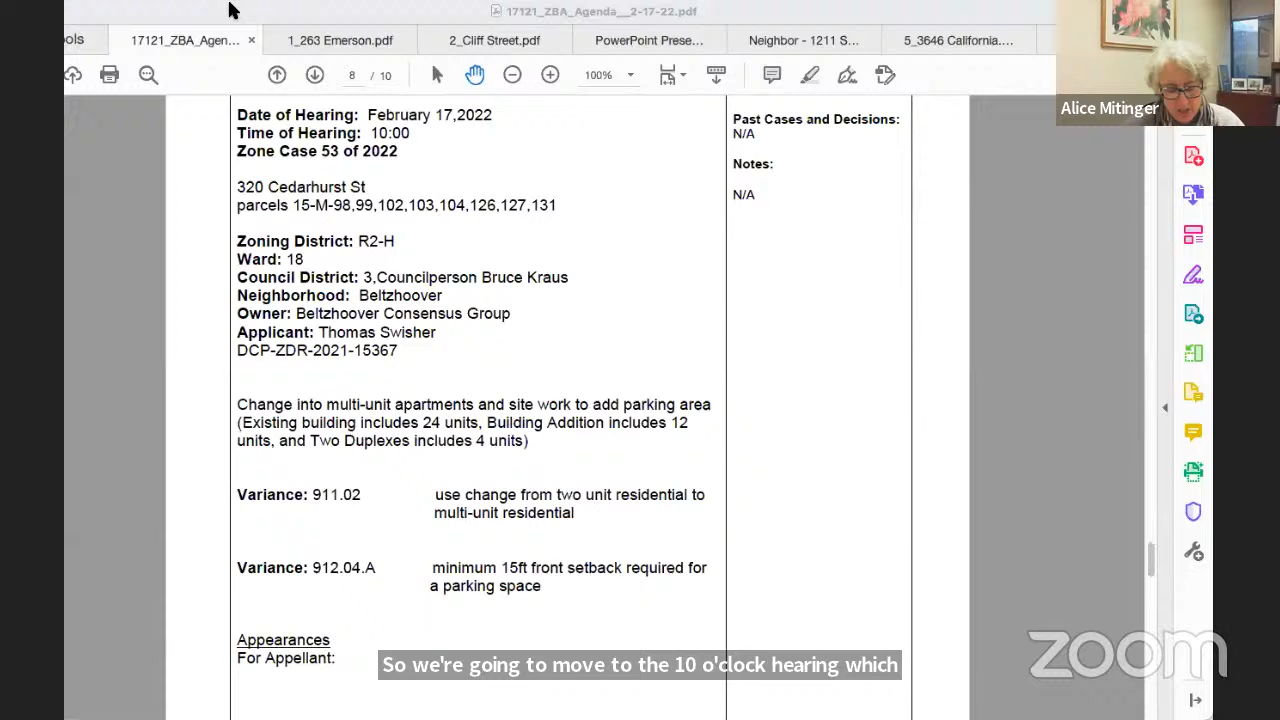 17121_ZBA_Agenda__2-17-22.pdf
ols
17121_ZBA_Agen... ×
1_263 Emerson.pdf
2_Cliff Street.pdf
PowerPoint Prese...
Neighbor - 1211 S...
5_3646 California....
8 / 10
100%
Alice Mitinger
Date of Hearing: February 17,2022
Time of Hearing: 10:00
Zone Case 53 of 2022
320 Cedarhurst St
parcels 15-M-98,99,102,103,104,126,127,131
Zoning District: R2-H
Ward: 18
Council District: 3,Councilperson Bruce Kraus
Neighborhood: Beltzhoover
Owner: Beltzhoover Consensus Group
Applicant: Thomas Swisher
DCP-ZDR-2021-15367
Change into multi-unit apartments and site work to add parking area
(Existing building includes 24 units, Building Addition includes 12
units, and Two Duplexes includes 4 units)
Variance: 911.02 use change from two unit residential to
multi-unit residential
Variance: 912.04.A minimum 15ft front setback required for
a parking space
Appearances
For Appellant:
Past Cases and Decisions:
N/A
Notes:
N/A
So we're going to move to the 10 o'clock hearing which
zoom